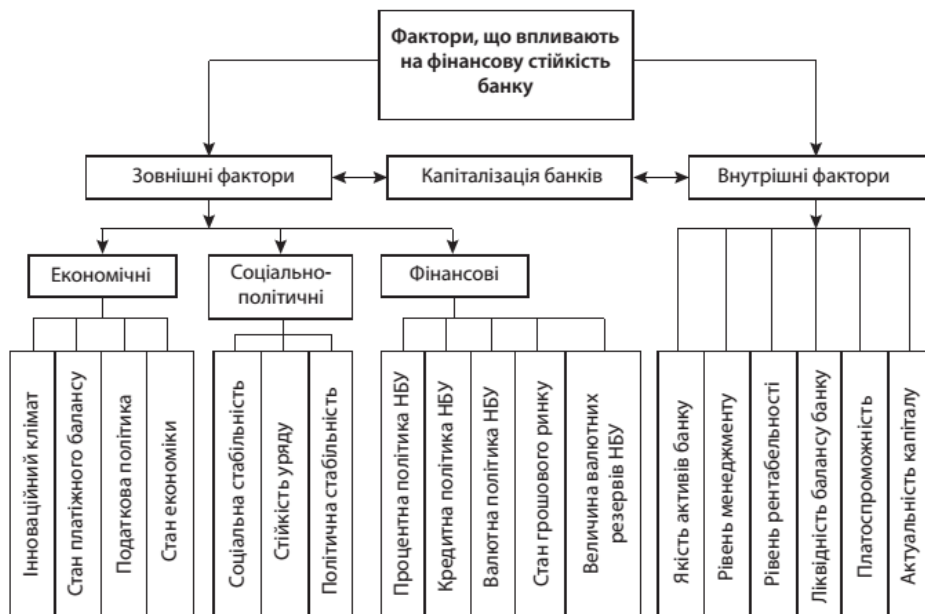 Фактори, що впливають
на фінансову стійкість
банку
Зовнішні фактори
Капіталізація банків
Внутрішні фактори
Економічні
Соціально-
політичні
Фінансові
Інноваційний клімат
Стан платіжного балансу
Податкова політика
Стан економіки
Соціальна стабільність
Стійкість уряду
Політична стабільність
Процентна політика НБУ
Кредитна політика НБУ
Валютна політика НБУ
Стан грошового ринку
Величина валютних
резервів НБУ
Якість активів банку
Рівень менеджменту
Рівень рентабельності
Ліквідність балансу банку
Платоспроможність
Актуальність капіталу